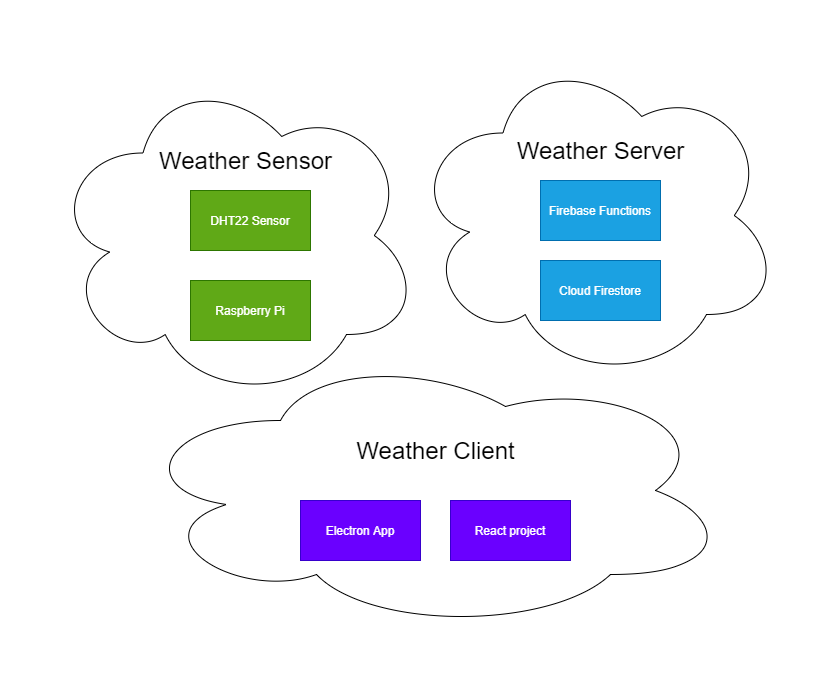 Weather Sensor
DHT22 Sensor
Raspberry Pi
Weather Server
Firebase Functions
Cloud Firestore
Weather Client
Electron App
React project